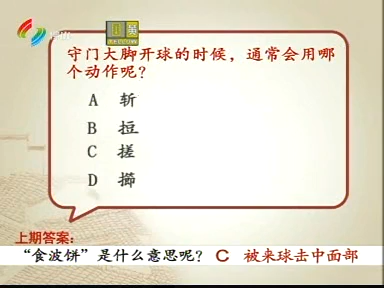 守门大脚开球的时候，通常会用哪
个动作呢？
A 斩
B 掟
C 搓
D 擳
上期答案：
“食波饼”是什么意思呢？ C 被来球击中面部